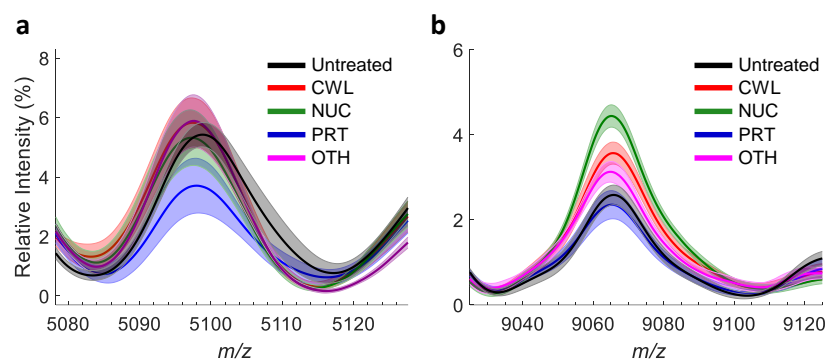 a
Relative Intensity (%)
8
6
4
2
0
5080 5090 5100 5110 5120
m/z
Untreated
CWL
NUC
PRT
OTH
b
6
4
2
0
9040 9060 9080 9100 9120
m/z
Untreated
CWL
NUC
PRT
OTH